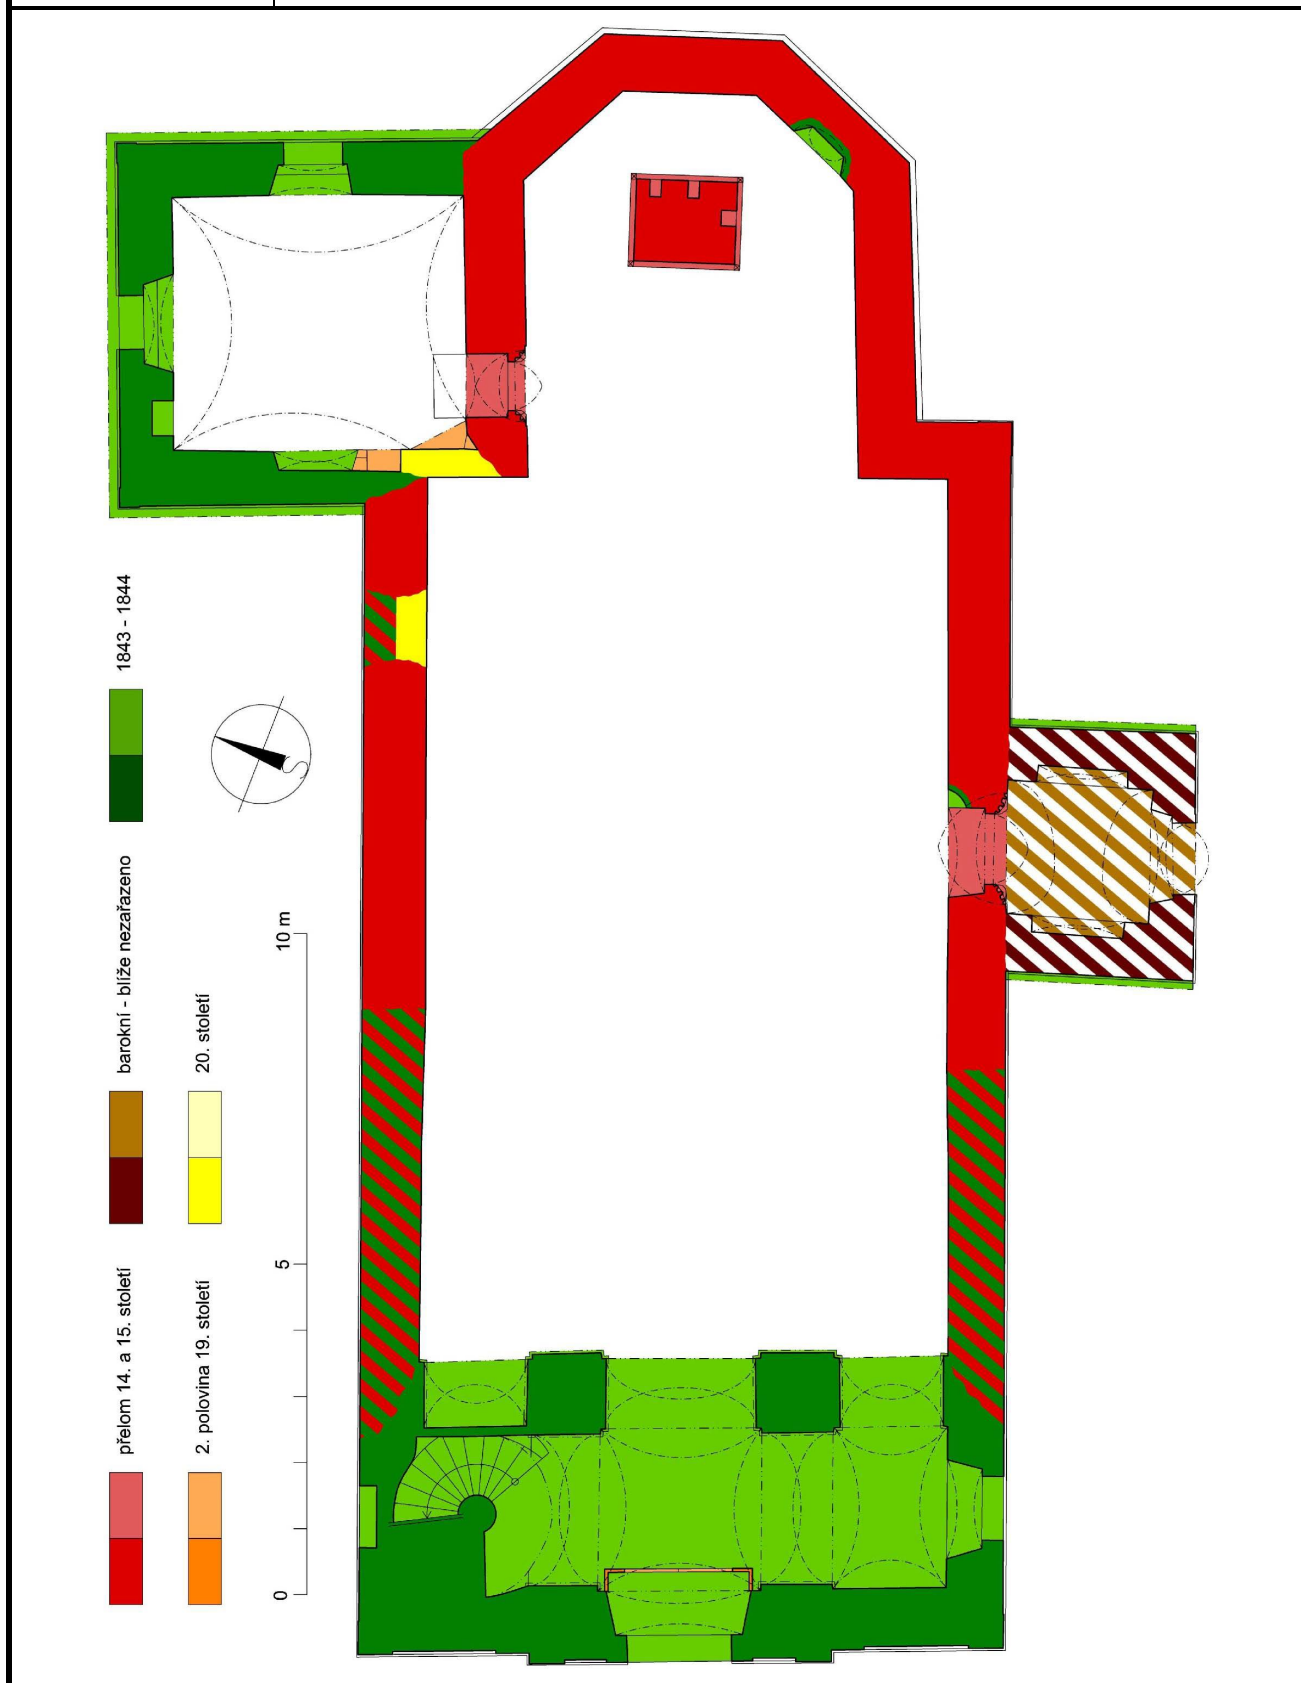 přelom 14. a 15. století
barokní - blíže nezařazeno
1843 - 1844
2. polovina 19. století
20. století
0
5
10 m
S